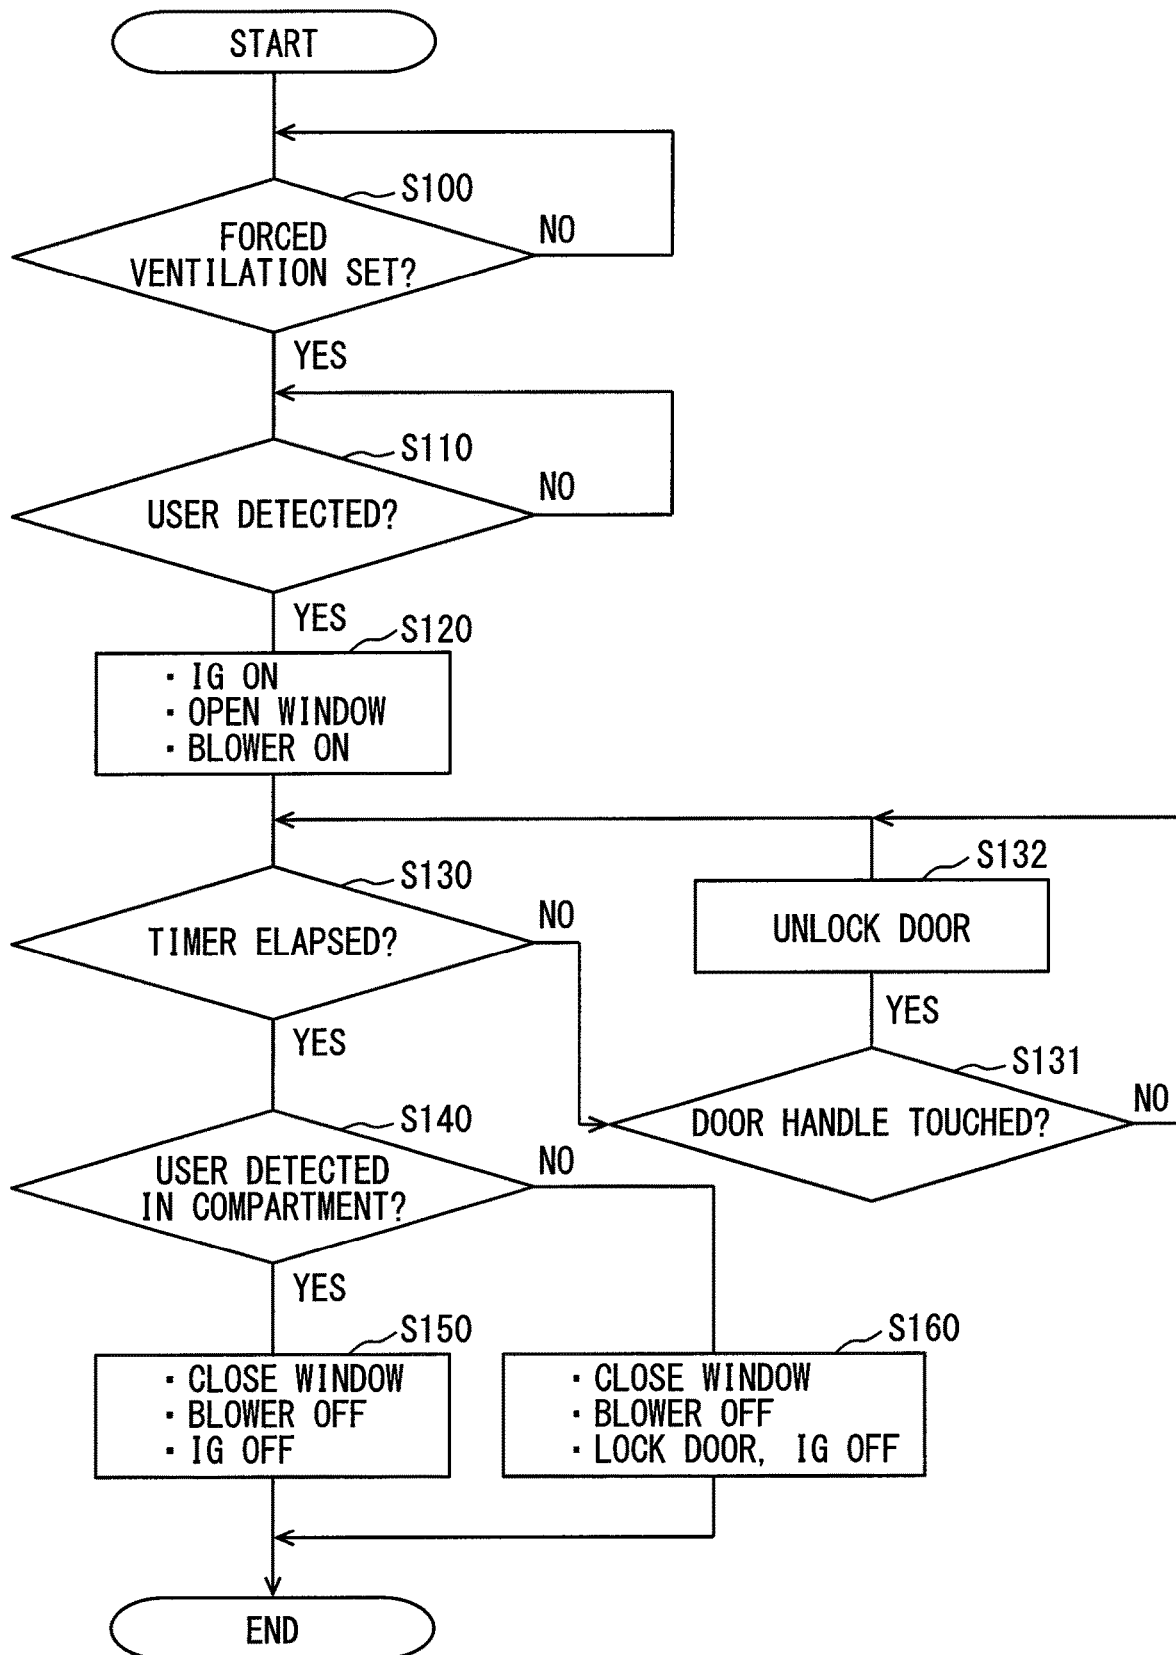 START
S100
FORCED
VENTILATION SET?
NO
YES
S110
USER DETECTED?
NO
YES
S120
・IG ON
・OPEN WINDOW
・BLOWER ON
S130
TIMER ELAPSED?
NO
YES
S132
UNLOCK DOOR
YES
S131
DOOR HANDLE TOUCHED?
NO
S140
USER DETECTED
IN COMPARTMENT?
NO
YES
S150
・CLOSE WINDOW
・BLOWER OFF
・IG OFF
S160
・CLOSE WINDOW
・BLOWER OFF
・LOCK DOOR, IG OFF
END